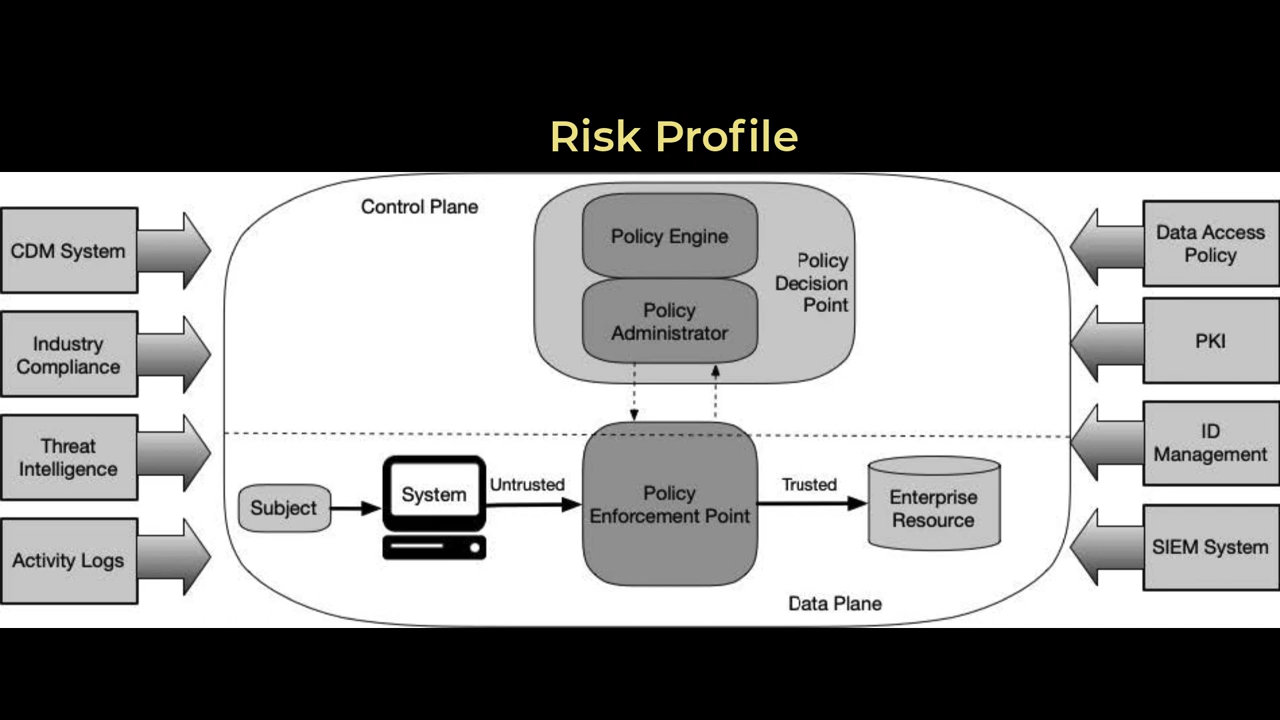 Risk Profile
Control Plane
CDM System
Industry
Compliance
Threat
Intelligence
Activity Logs
Policy Engine
Policy
Administrator
Policy
Decision
Point
Subject
System
Untrusted
Policy
Enforcement Point
Trusted
Enterprise
Resource
Data Plane
Data Access
Policy
PKI
ID
Management
SIEM System